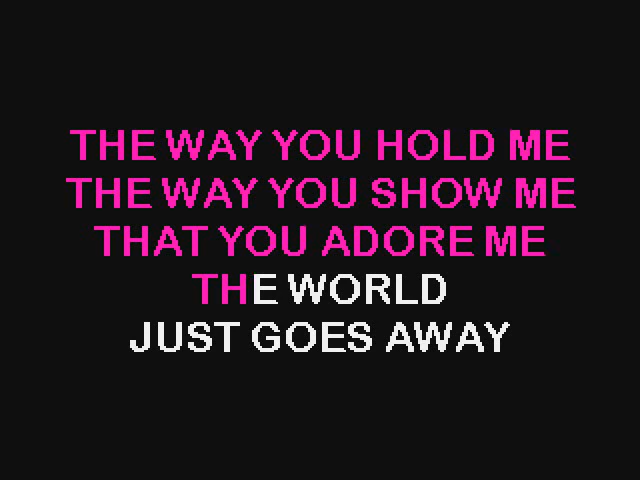 THE WAY YOU HOLD ME
THE WAY YOU SHOW ME
THAT YOU ADORE ME
THE WORLD
JUST GOES AWAY